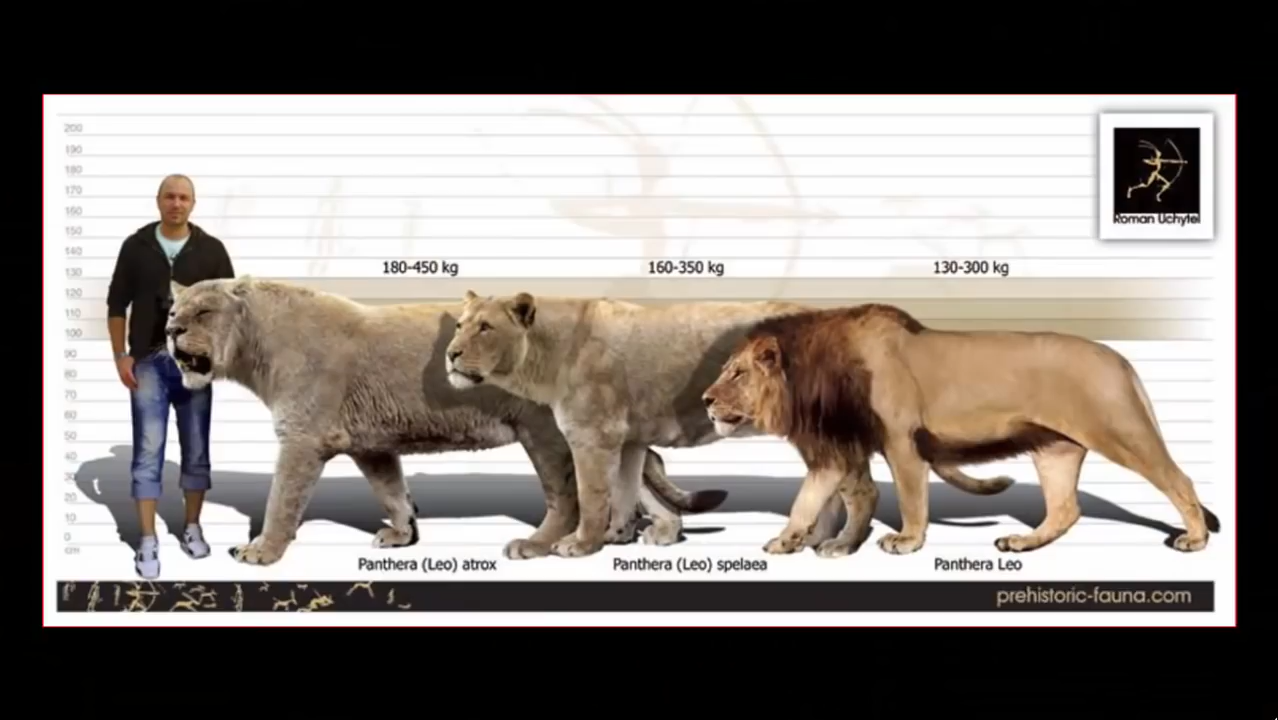 200
190
180
170
160
150
140
130
120
110
100
90
80
70
60
50
40
30
20
10
0
cm
Roman Uchytel
180-450 kg
160-350 kg
130-300 kg
Panthera (Leo) atrox
Panthera (Leo) spelaea
Panthera Leo
prehistoric-fauna.com